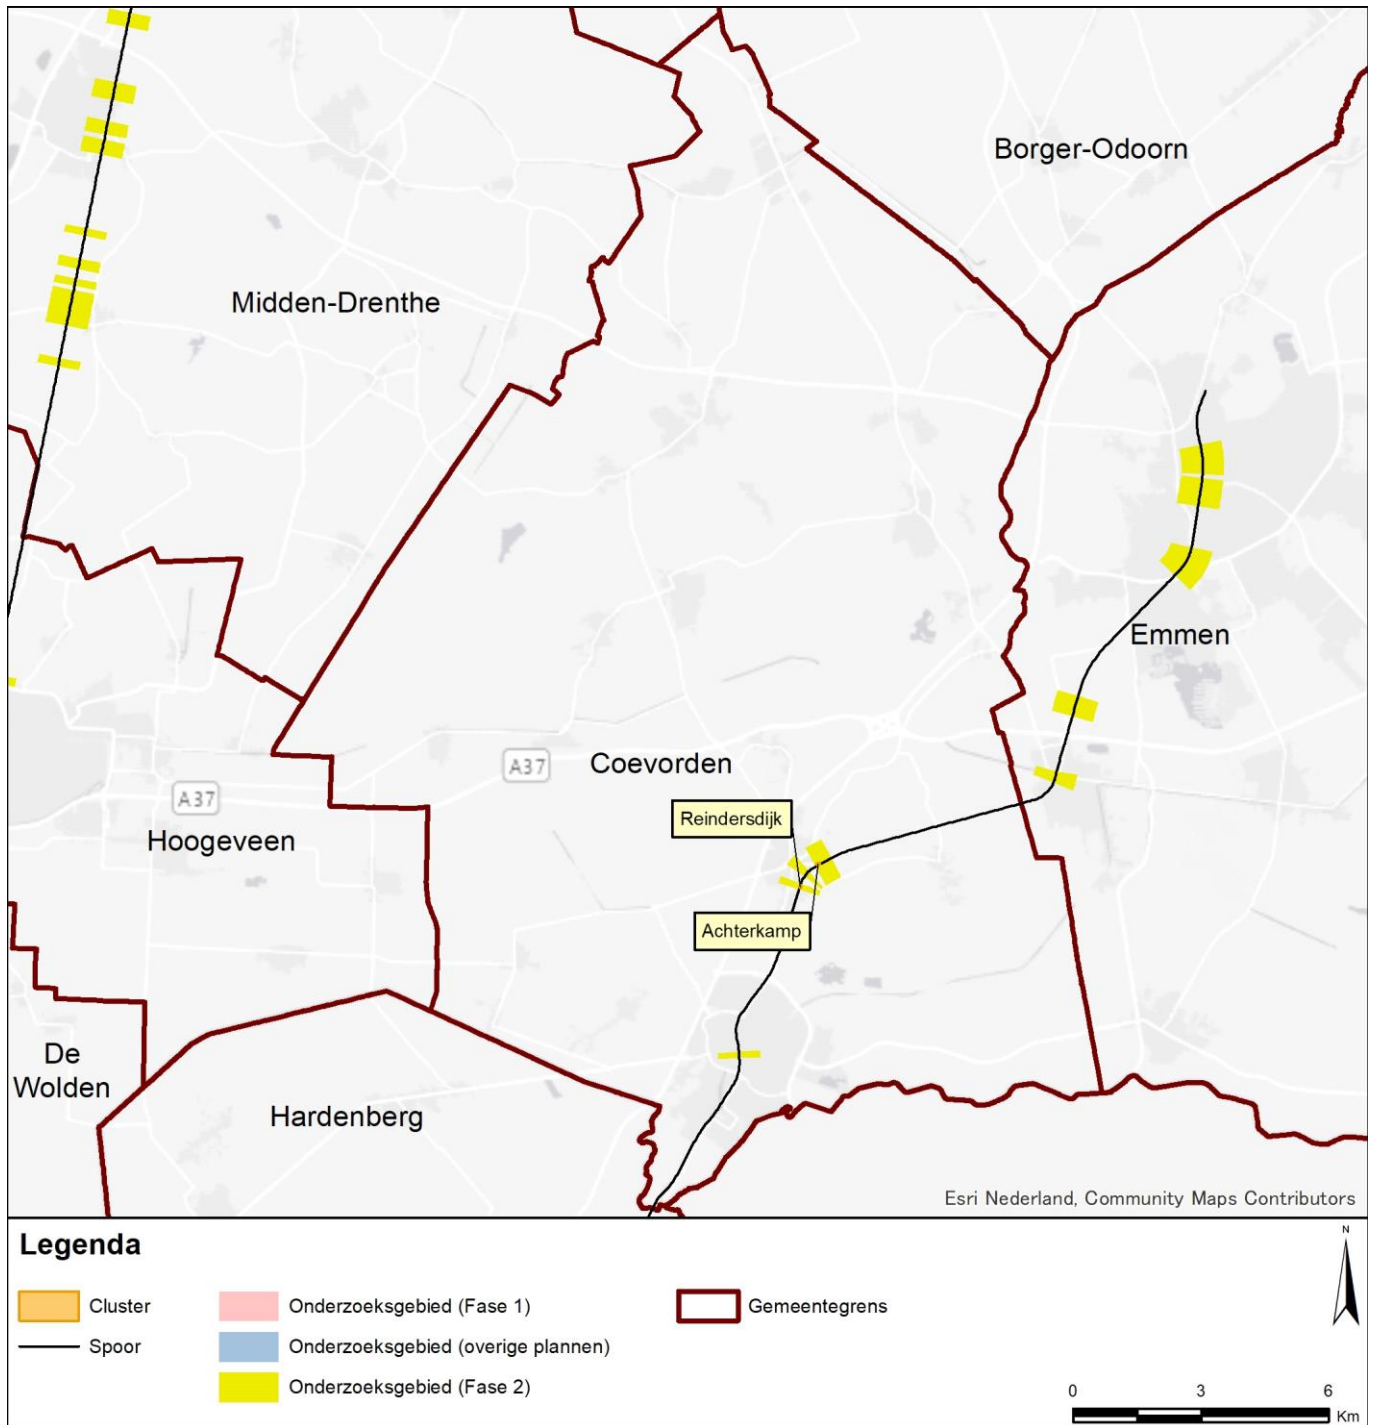 Borger-Odoorn
Midden-Drenthe
Emmen
A37
Coevorden
A37
Reindersdijk
Hoogeveen
Achterkamp
De
Wolden
Hardenberg
Esri Nederland, Community Maps Contributors
Legenda
Cluster
Onderzoeksgebied (Fase 1)
Gemeentegrens
Spoor
Onderzoeksgebied (overige plannen)
Onderzoeksgebied (Fase 2)
N
0 3 6
Km